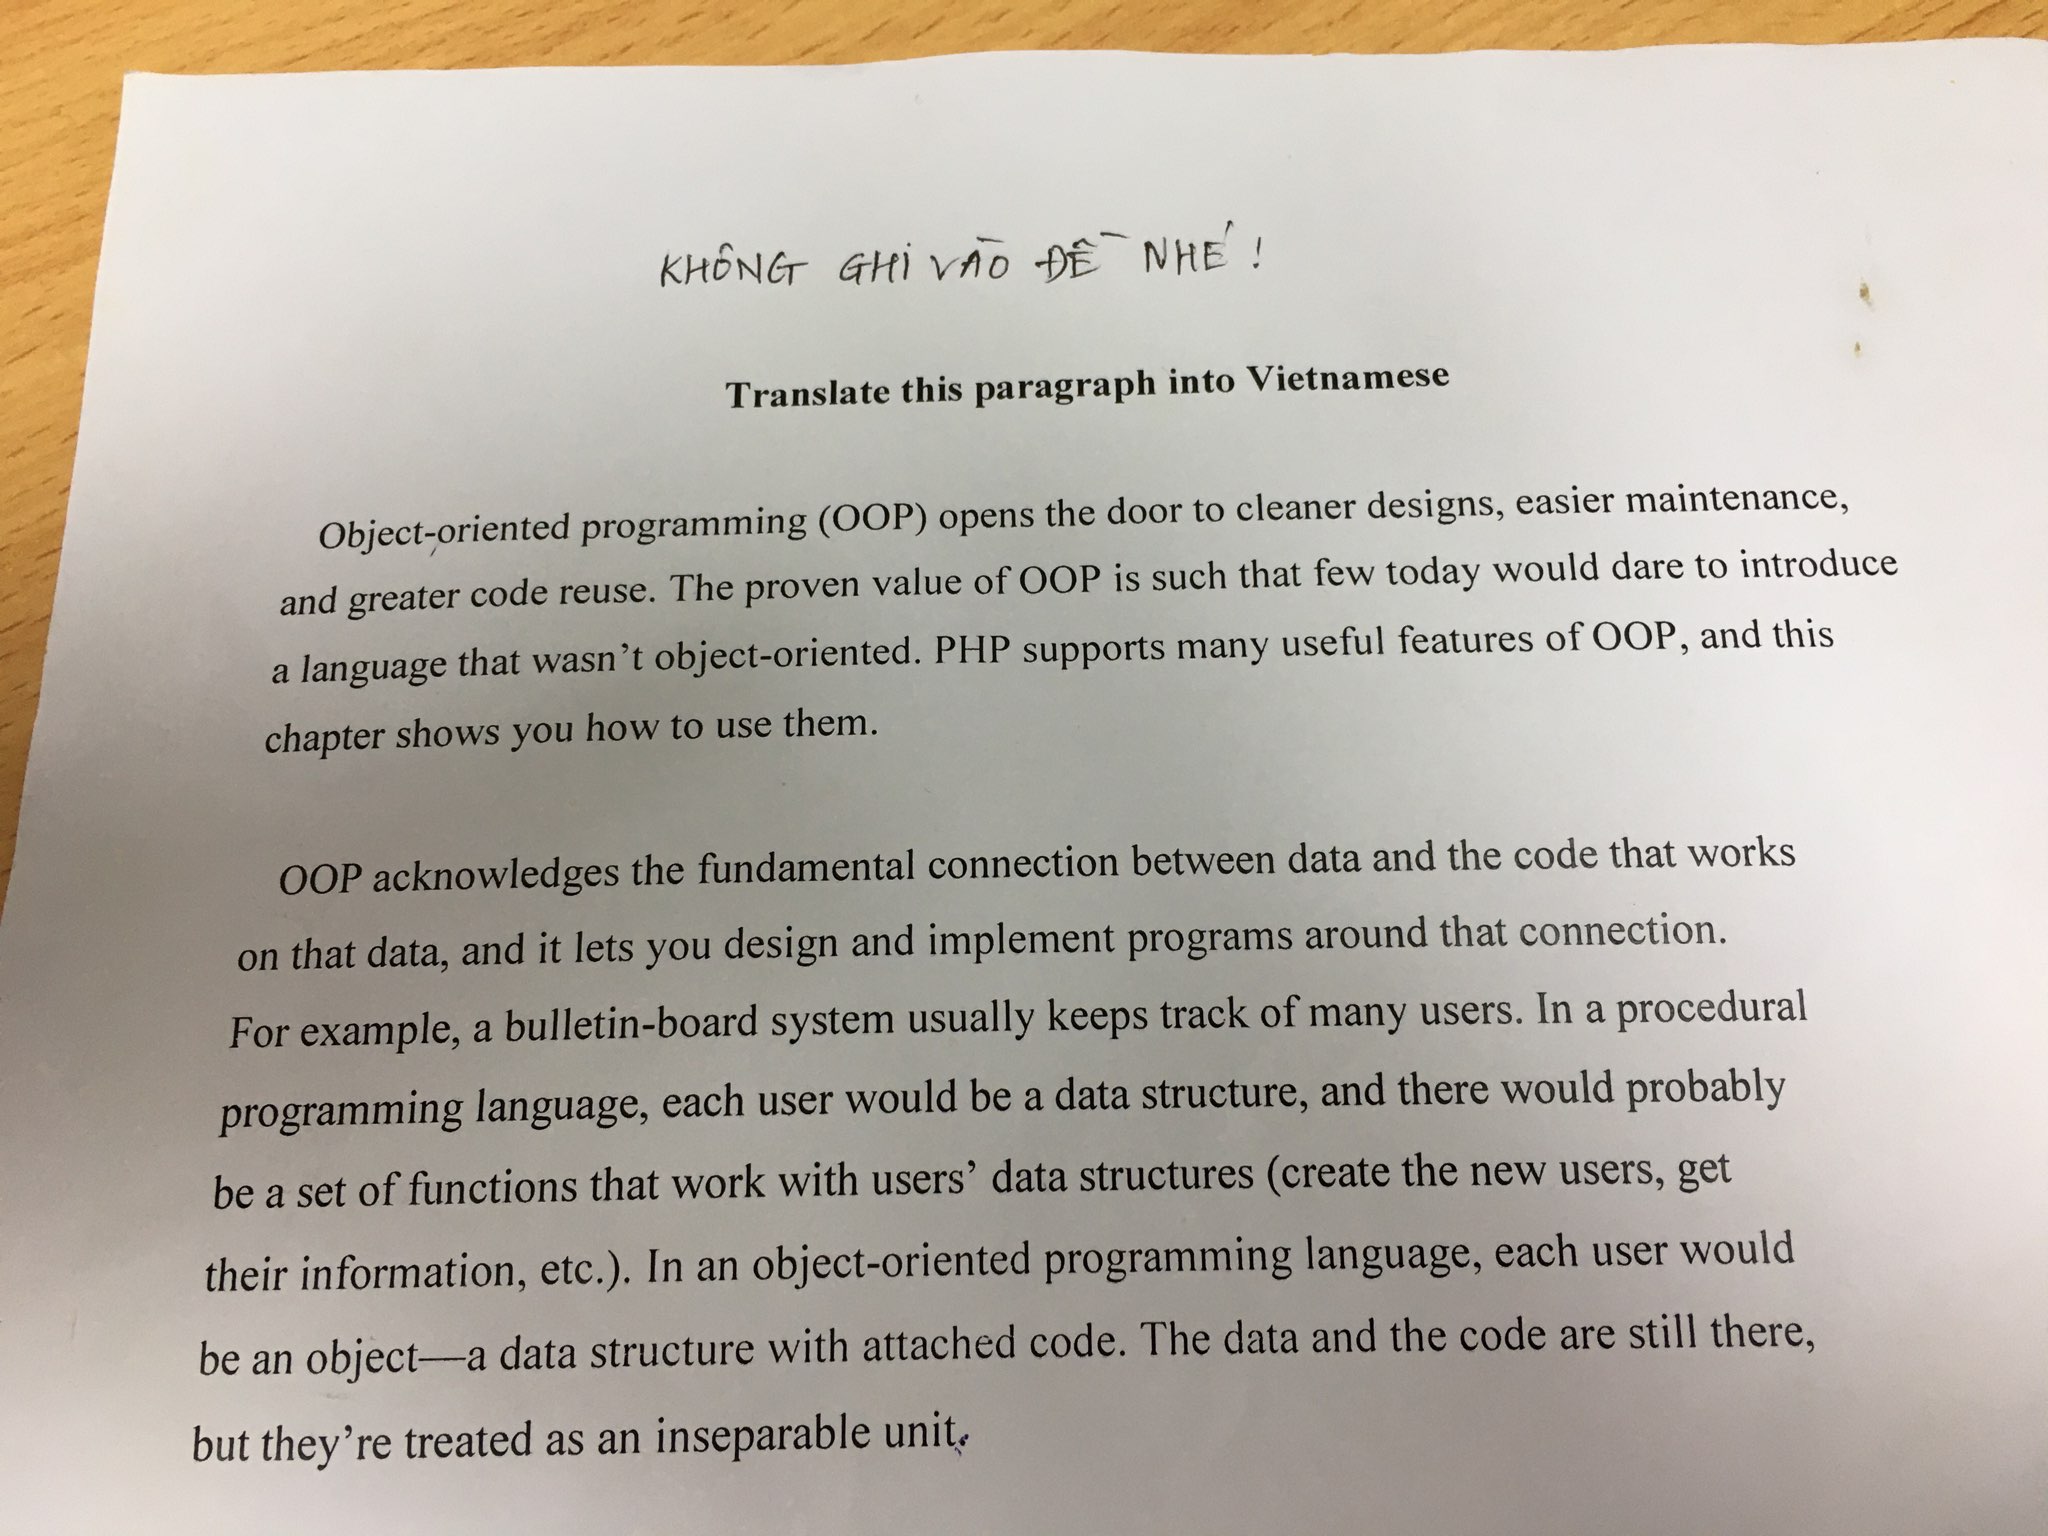 KHÔNG GHI VÀO ĐỀ NHÉ !
Translate this paragraph into Vietnamese
Object-oriented programming (OOP) opens the door to cleaner designs, easier maintenance,
and greater code reuse. The proven value of OOP is such that few today would dare to introduce
a language that wasn’t object-oriented. PHP supports many useful features of OOP, and this
chapter shows you how to use them.
OOP acknowledges the fundamental connection between data and the code that works
on that data, and it lets you design and implement programs around that connection.
For example, a bulletin-board system usually keeps track of many users. In a procedural
programming language, each user would be a data structure, and there would probably
be a set of functions that work with users’ data structures (create the new users, get
their information, etc.). In an object-oriented programming language, each user would
be an object—a data structure with attached code. The data and the code are still there,
but they’re treated as an inseparable unit.